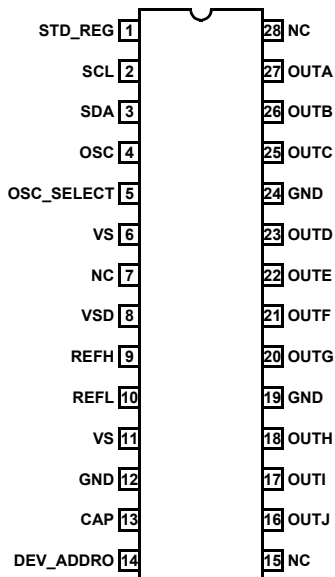 STD_REG 1 28 NC
SCL 2 27 OUTA
SDA 3 26 OUTB
OSC 4 25 OUTC
OSC_SELECT 5 24 GND
VS 6 23 OUTD
NC 7 22 OUTE
VSD 8 21 OUTF
REFH 9 20 OUTG
REFL 10 19 GND
VS 11 18 OUTH
GND 12 17 OUTI
CAP 13 16 OUTJ
DEV_ADDRO 14 15 NC